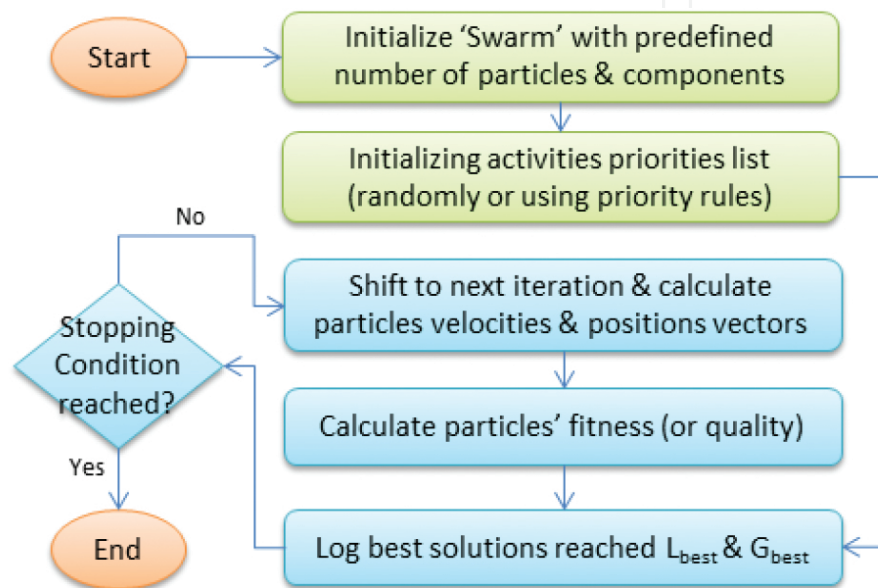 Start
Initialize ‘Swarm’ with predefined
number of particles & components
Initializing activities priorities list
(randomly or using priority rules)
No
Shift to next iteration & calculate
particles velocities & positions vectors
Stopping
Condition
reached?
Calculate particles’ fitness (or quality)
Yes
End
Log best solutions reached Lbest & Gbest